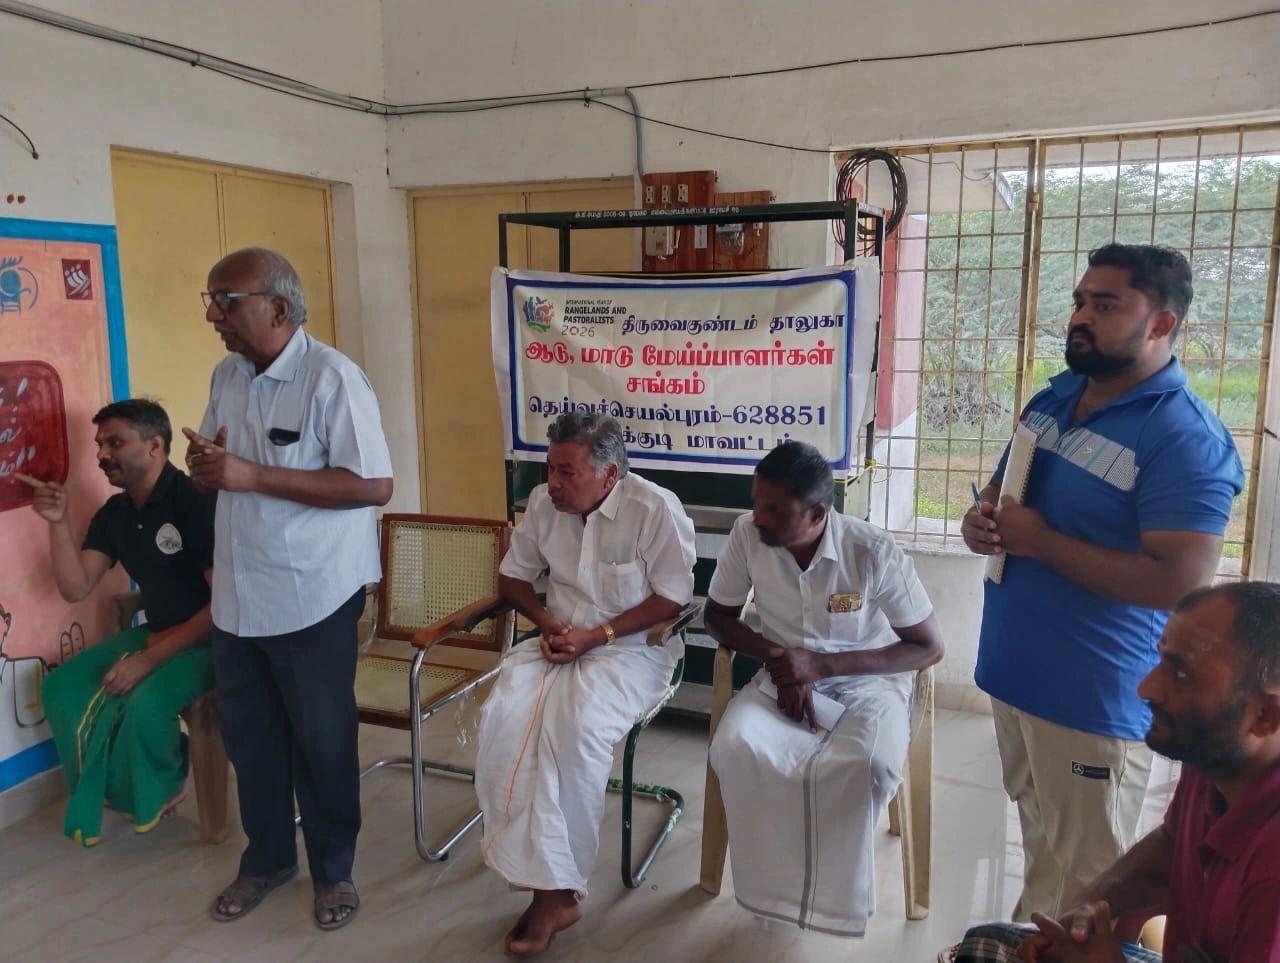 INTERNATIONAL YEAR OF
RANGELANDS AND
PASTORALISTS
2026
திருவைகுண்டம் தாலுகா
ஆடு, மாடு மேய்ப்பாளர்கள்
சங்கம்
தெய்வச்செயல்புரம்-628851
க்குடி மாவட்டம்